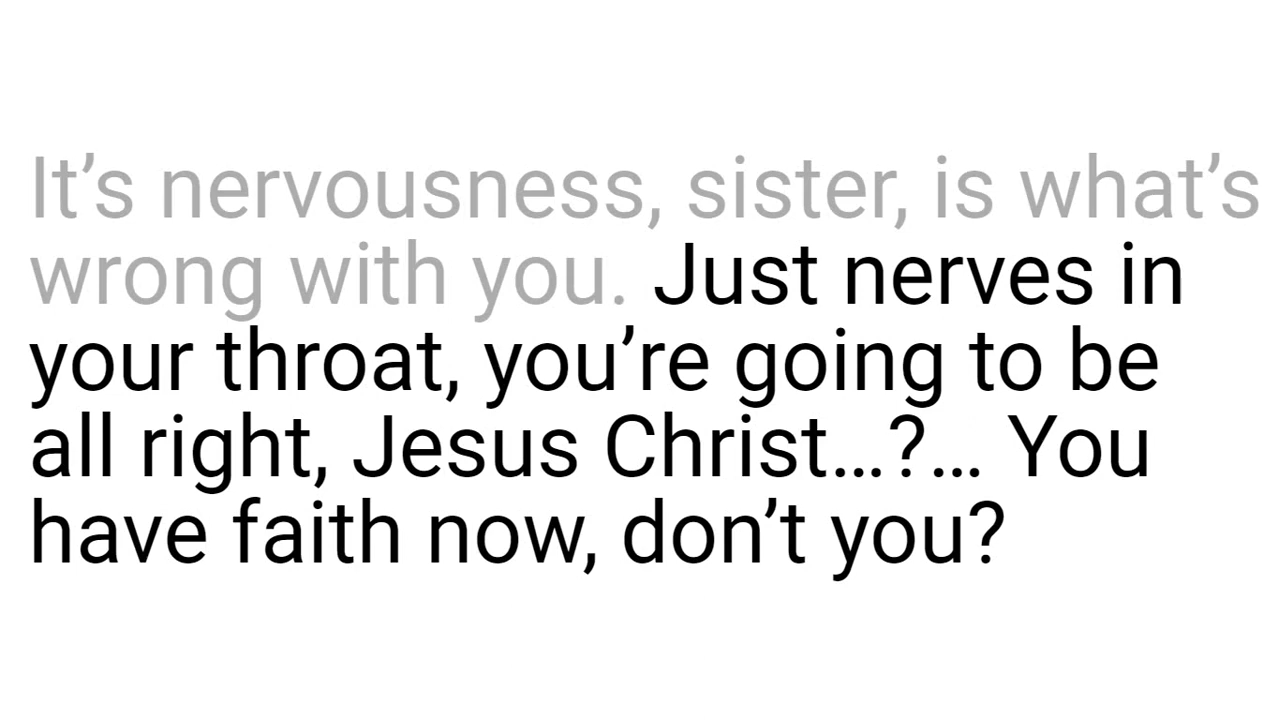 It’s nervousness, sister, is what’s
wrong with you. Just nerves in
your throat, you’re going to be
all right, Jesus Christ…?… You
have faith now, don’t you?